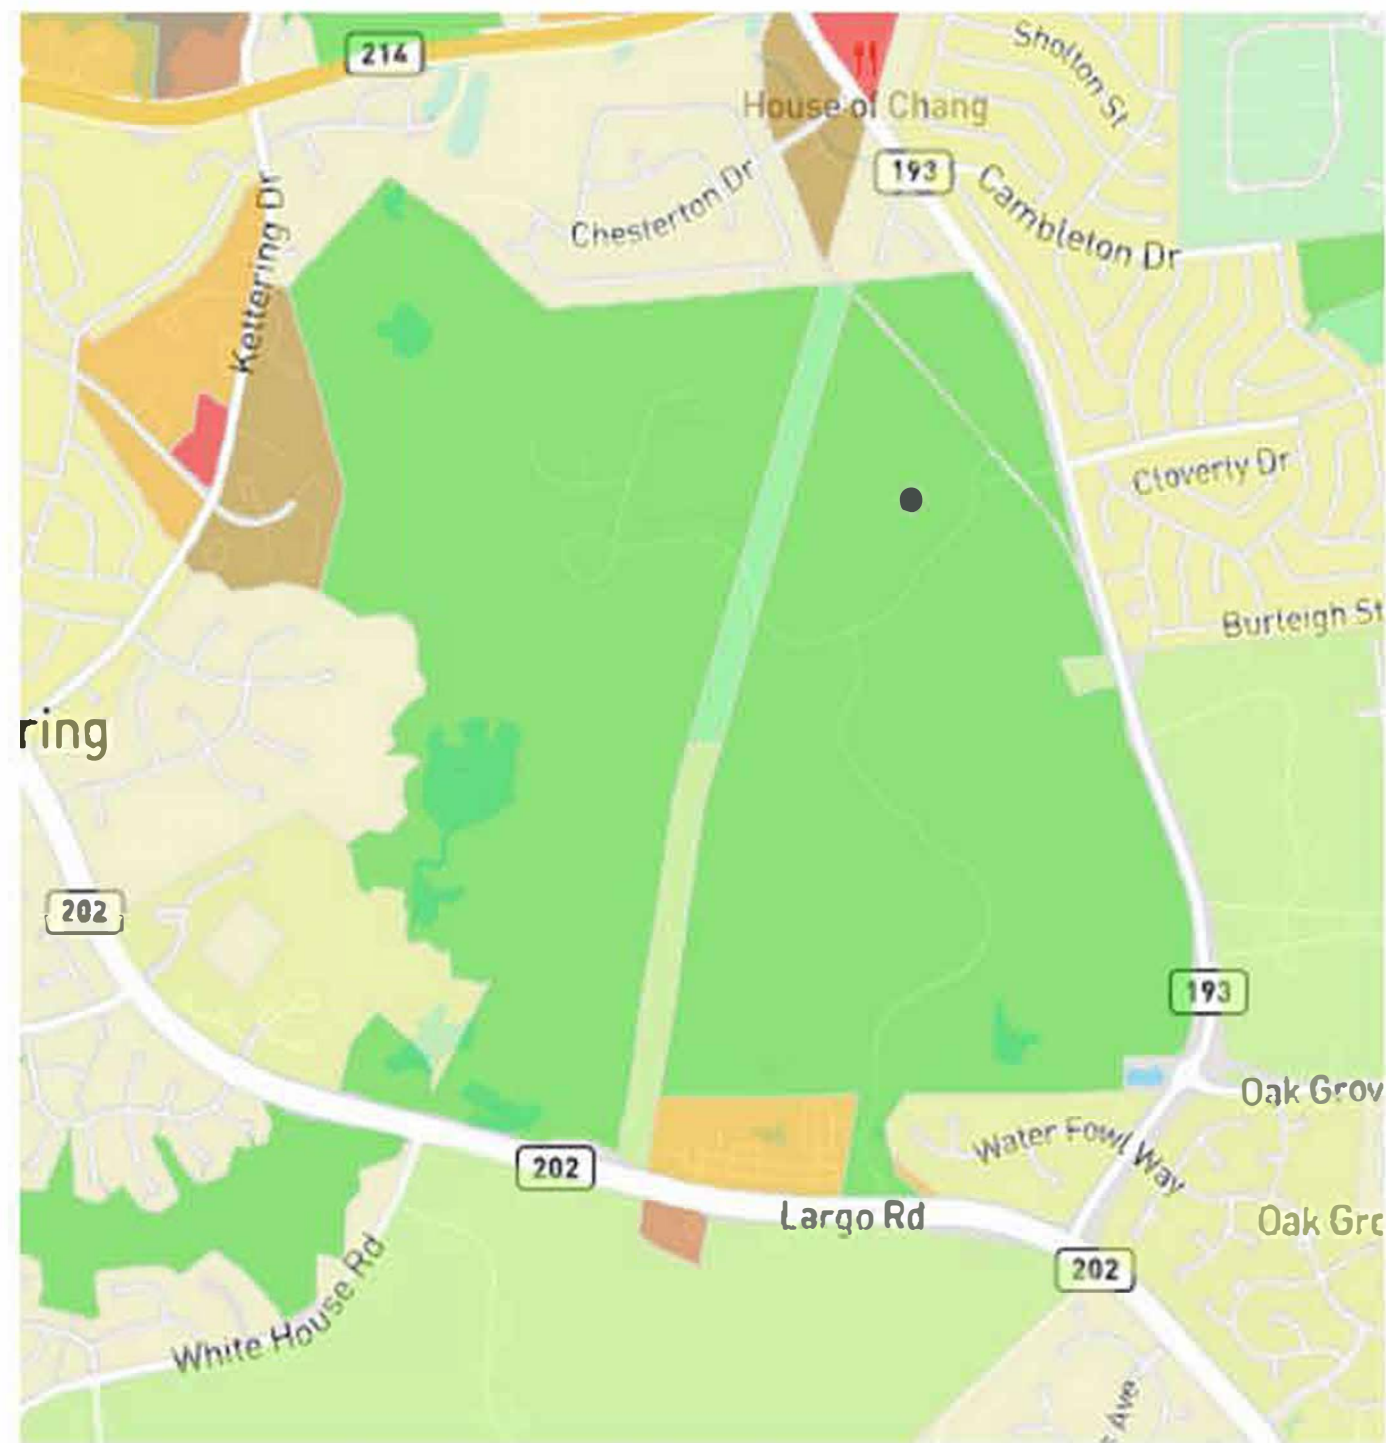 214
Sholton St
House of Chang
193
Cambleton Dr
Chesterton Dr
Kettering Dr
Cloverly Dr
Burleigh St
ring
202
193
Oak Grov
Water Fowl Way
202
Largo Rd
Oak Grc
202
White House Rd
Ave